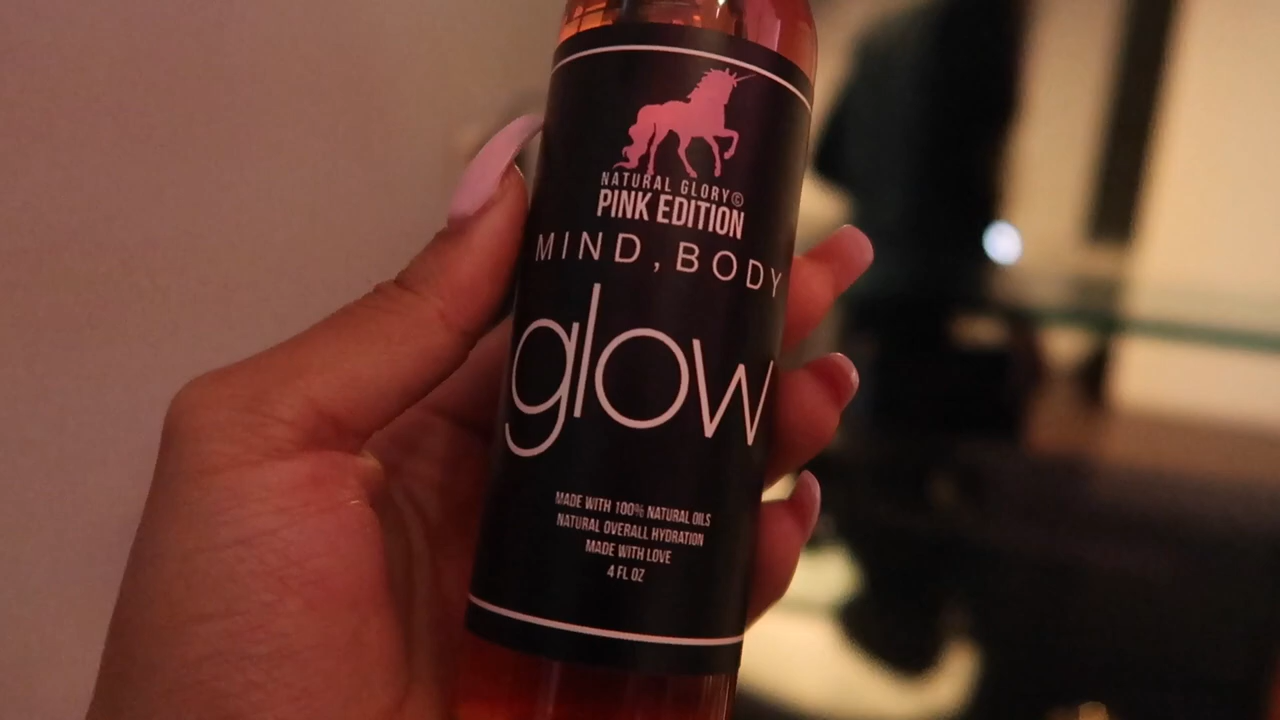 NATURAL GLORY©
PINK EDITION
MIND, BODY
glow
MADE WITH 100% NATURAL OILS
NATURAL OVERALL HYDRATION
MADE WITH LOVE
4 FL OZ